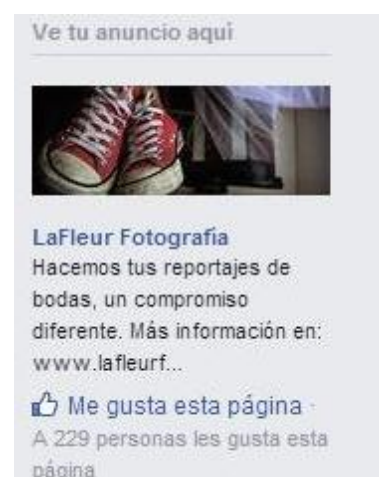 Ve tu anuncio aquí
LaFleur Fotografía
Hacemos tus reportajes de
bodas, un compromiso
diferente. Más información en:
www.lafleurf...
Me gusta esta página ·
A 229 personas les gusta esta
página